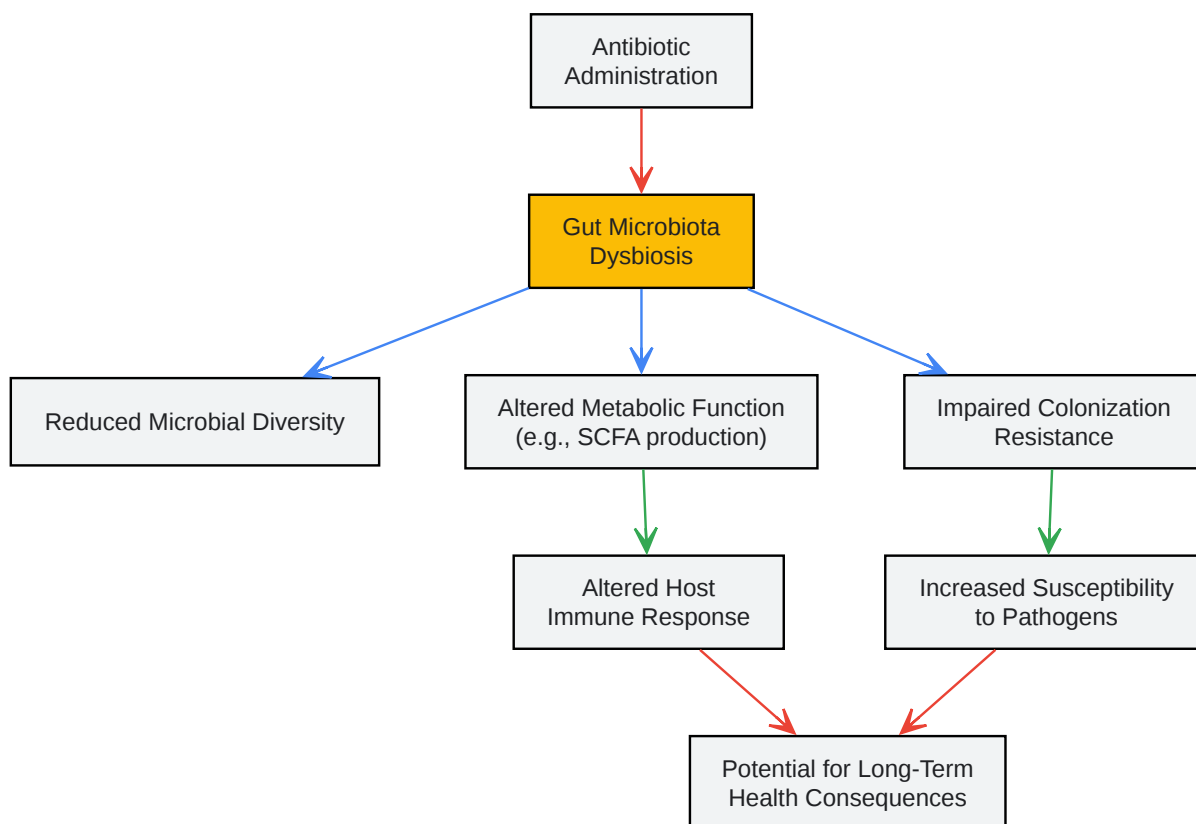 Antibiotic
Administration
Gut Microbiota
Dysbiosis
Reduced Microbial Diversity
Altered Metabolic Function
(e.g., SCFA production)
Impaired Colonization
Resistance
Altered Host
Immune Response
Increased Susceptibility
to Pathogens
Potential for Long-Term
Health Consequences